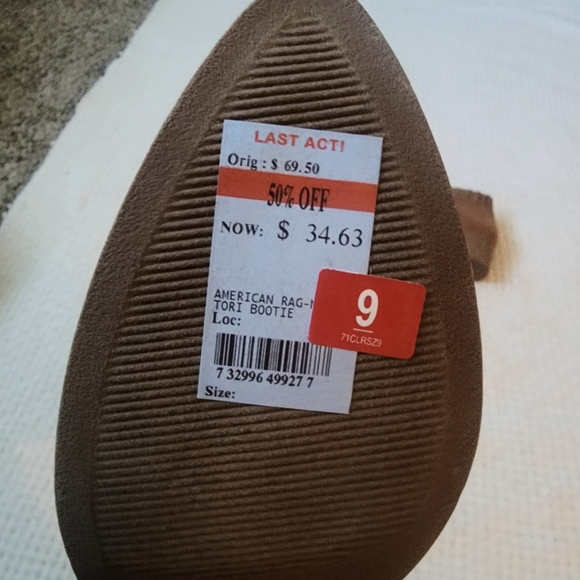 LAST ACT!
Orig : $ 69.50
50% OFF
NOW: $ 34.63
AMERICAN RAG-
TORI BOOTIE
Loc:
7 32996 49927 7
Size:
9
71CLRSZ9